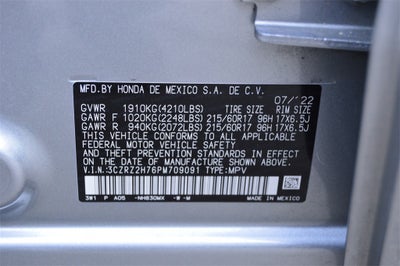 MFD. BY HONDA DE MEXICO S.A. DE C.V.
07/'22
GVWR 1910KG(4210LBS) TIRE SIZE RIM SIZE
GAWR F 1020KG(2248LBS) 215/60R17 96H 17X6.5J
GAWR R 940KG(2072LBS) 215/60R17 96H 17X6.5J
THIS VEHICLE CONFORMS TO ALL APPLICABLE
FEDERAL MOTOR VEHICLE SAFETY AND THEFT
PREVENTION STANDARDS IN EFFECT ON THE DATE
OF MANUFACTURE SHOWN ABOVE.
V.I.N.:3CZRZ2H76PM709091 TYPE:MPV
3W1 P A05 -NH830MX -W -M MADE IN MEXICO